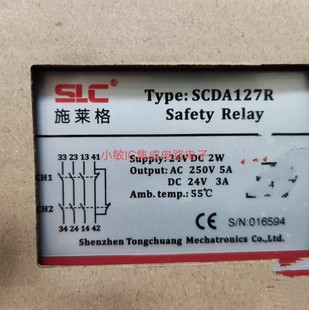 SLC®
施莱格
Type: SCDA127R
Safety Relay
小敏IC集成电路电子
33 23 13 41
CH1
CH2
34 24 14 42
Supply: 24V DC 2W
Output: AC 250V 5A
DC 24V 3A
Amb. temp.: 55℃
CE S/N:016594
Shenzhen Tongchuang Mechatronics Co., Ltd.